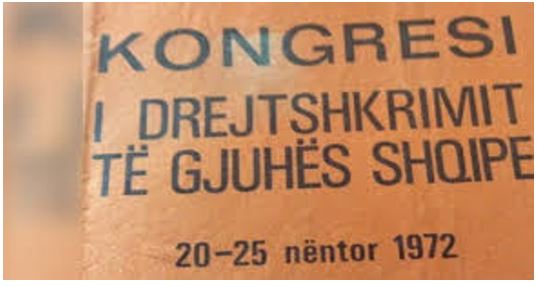 KONGRESI
I DREJTSHKRIMIT
TË GJUHËS SHQIPE
20-25 nëntor 1972